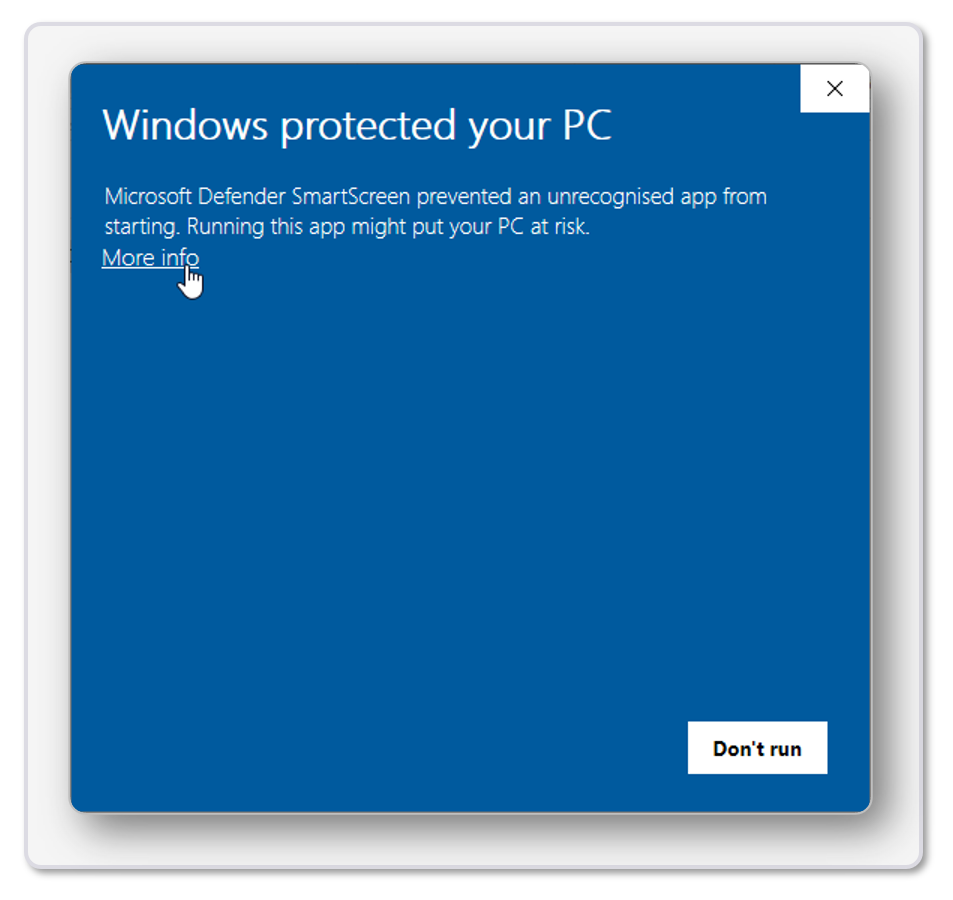 Windows protected your PC
Microsoft Defender SmartScreen prevented an unrecognised app from
starting. Running this app might put your PC at risk.
More info
Don't run